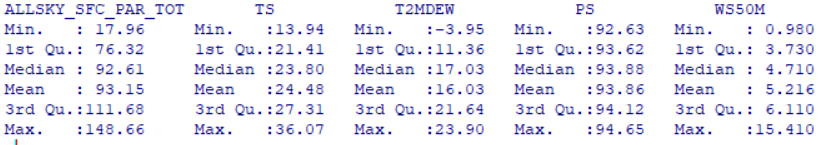 ALLSKY_SFC_PAR_TOT       TS            T2MDEW            PS            WS50M
Min.   : 17.96   Min.   :13.94   Min.   :-3.95   Min.   :92.63   Min.   : 0.980
1st Qu.: 76.32   1st Qu.:21.41   1st Qu.:11.36   1st Qu.:93.62   1st Qu.: 3.730
Median : 92.61   Median :23.80   Median :17.03   Median :93.88   Median : 4.710
Mean   : 93.15   Mean   :24.48   Mean   :16.03   Mean   :93.86   Mean   : 5.216
3rd Qu.:111.68   3rd Qu.:27.31   3rd Qu.:21.64   3rd Qu.:94.12   3rd Qu.: 6.110
Max.   :148.66   Max.   :36.07   Max.   :23.90   Max.   :94.65   Max.   :15.410